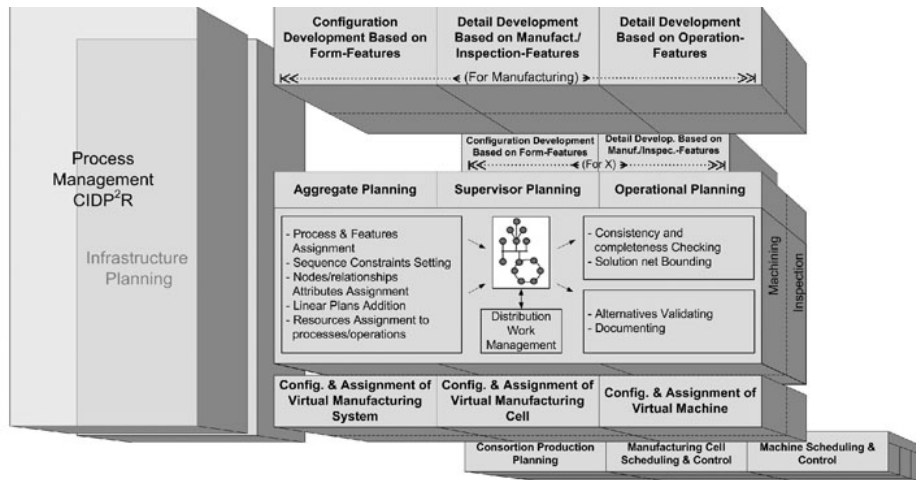 Configuration
Development Based on
Form-Features
Detail Development
Based on Manufact./
Inspection-Features
Detail Development
Based on Operation-
Features
(For Manufacturing)
Configuration Development
Based on Form-Features
Detail Develop. Based on
Manuf./Inspec.-Features
(For X)
Process
Management
CIDP²R
Infrastructure
Planning
Aggregate Planning
Supervisor Planning
Operational Planning
- Process & Features
Assignment
- Sequence Constraints Setting
- Nodes/relationships
Attributes Assignment
- Linear Plans Addition
- Resources Assignment to
processes/operations
Distribution
Work
Management
- Consistency and
completeness Checking
- Solution net Bounding
- Alternatives Validating
- Documenting
Machining
Inspection
Config. & Assignment of
Virtual Manufacturing
System
Config. & Assignment of
Virtual Manufacturing
Cell
Config. & Assignment of
Virtual Machine
Consortion Production
Planning
Manufacturing Cell
Scheduling & Control
Machine Scheduling &
Control